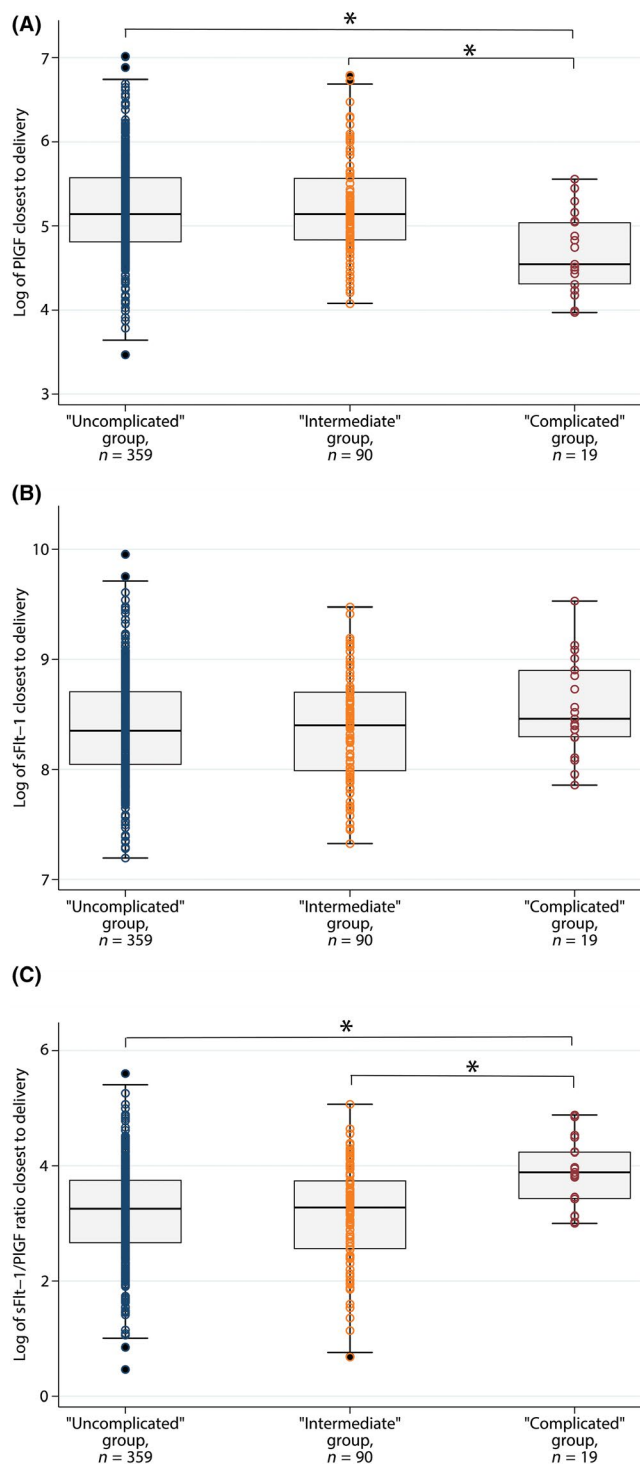 (A)
*
*
7
6
5
4
3
Log of PlGF closest to delivery
"Uncomplicated"
group,
n = 359
"Intermediate"
group,
n = 90
"Complicated"
group,
n = 19
(B)
10
9
8
7
Log of sFlt−1 closest to delivery
"Uncomplicated"
group,
n = 359
"Intermediate"
group,
n = 90
"Complicated"
group,
n = 19
(C)
*
*
6
4
2
0
Log of sFlt−1/PlGF ratio closest to delivery
"Uncomplicated"
group,
n = 359
"Intermediate"
group,
n = 90
"Complicated"
group,
n = 19